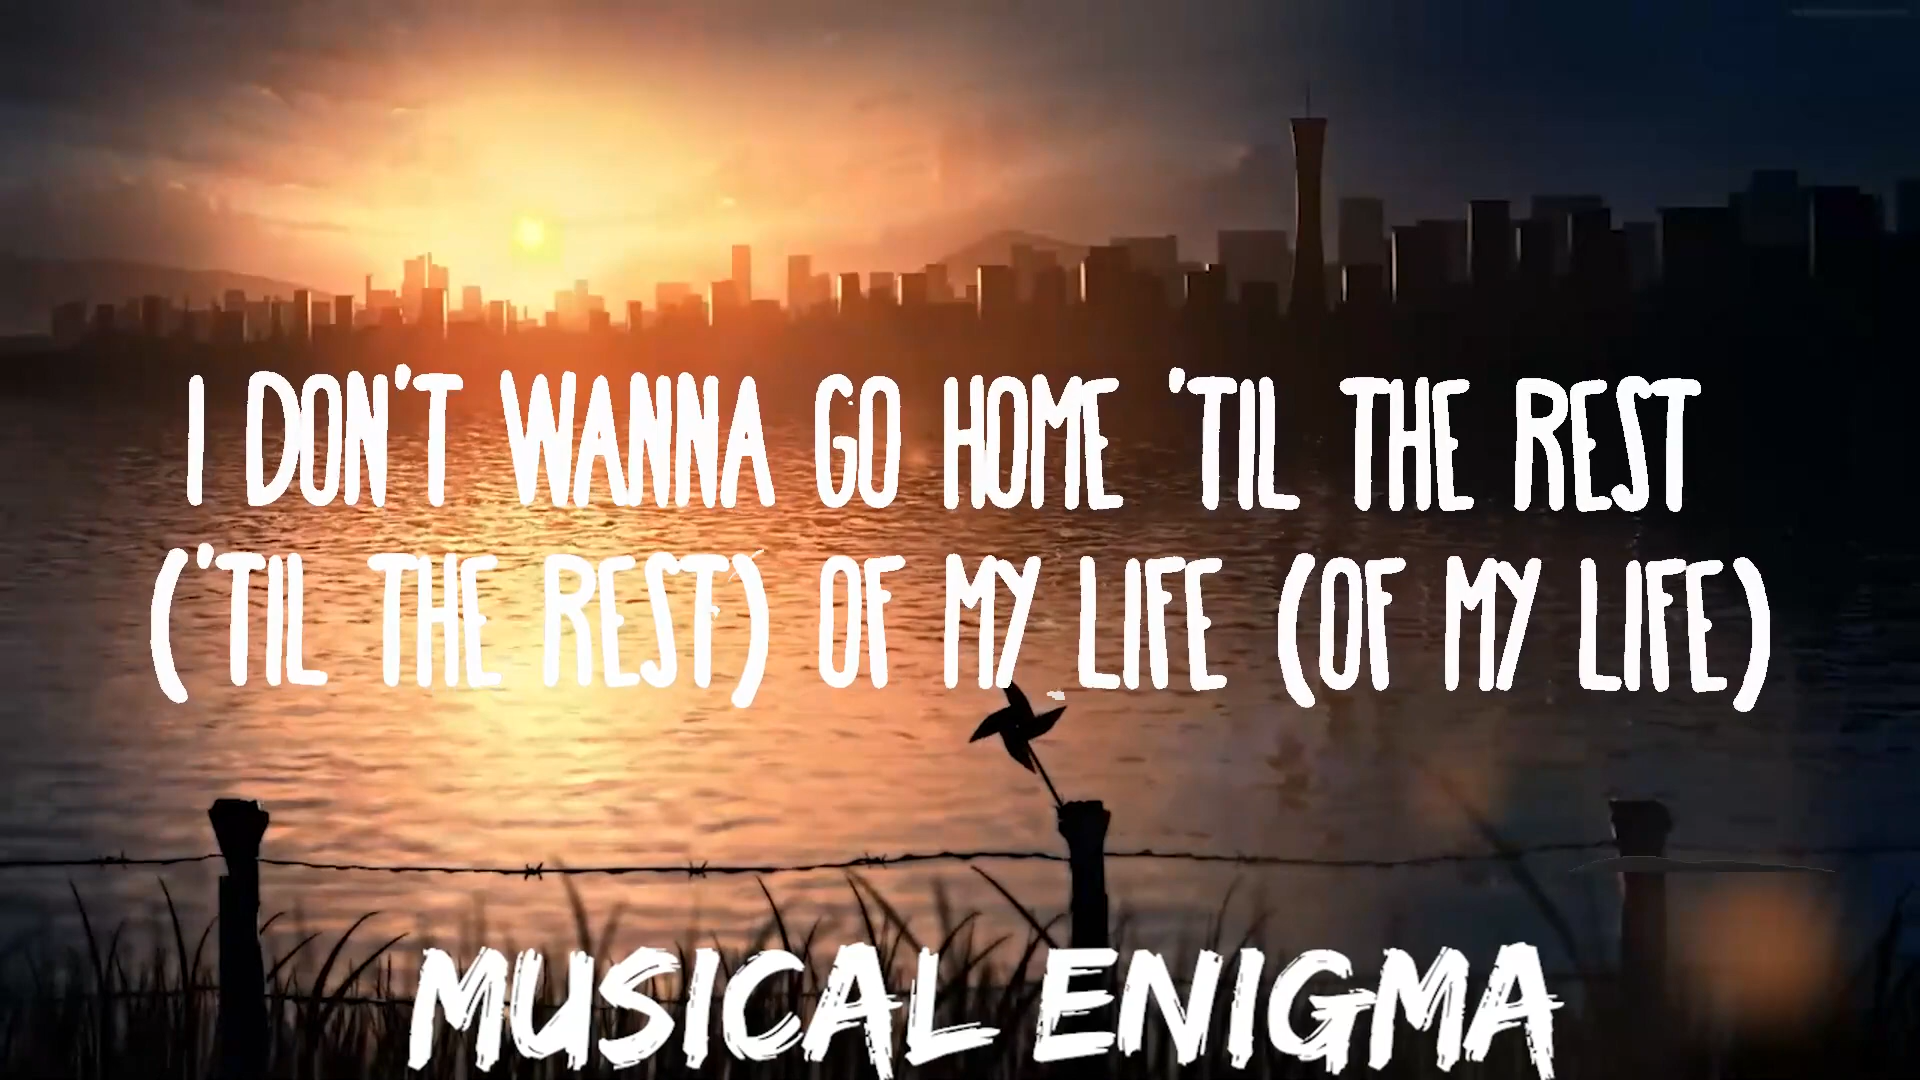 I DON'T WANNA GO HOME 'TIL THE REST
('TIL THE REST) OF MY LIFE (OF MY LIFE)
MUSICAL ENIGMA